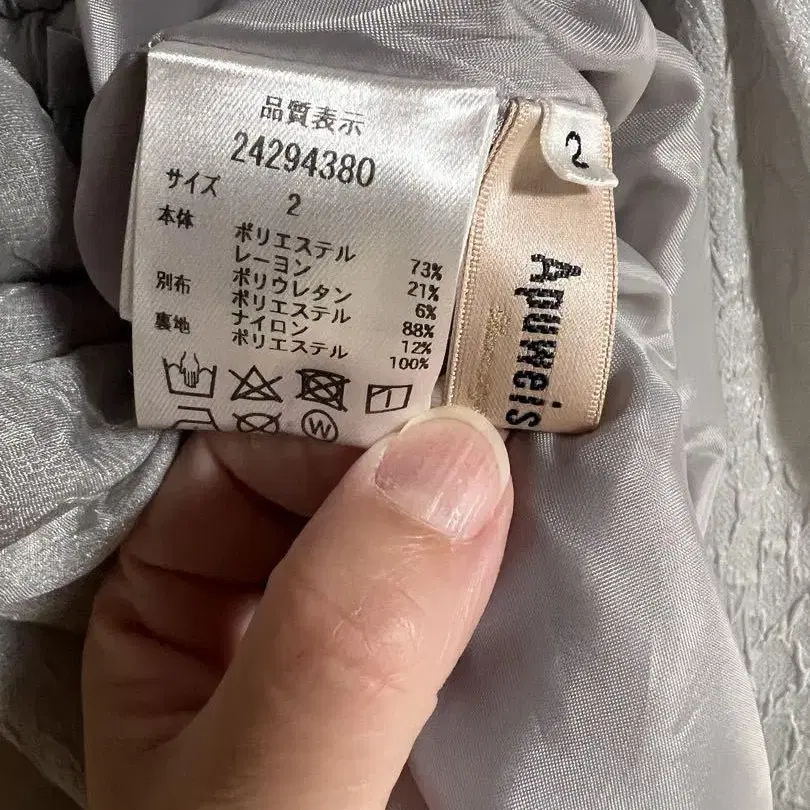 品質表示
24294380
サイズ 2
本体 ポリエステル 73%
レーヨン 21%
ポリウレタン 6%
別布 ポリエステル 88%
ナイロン 12%
裏地 ポリエステル 100%
W
2
Apuweis